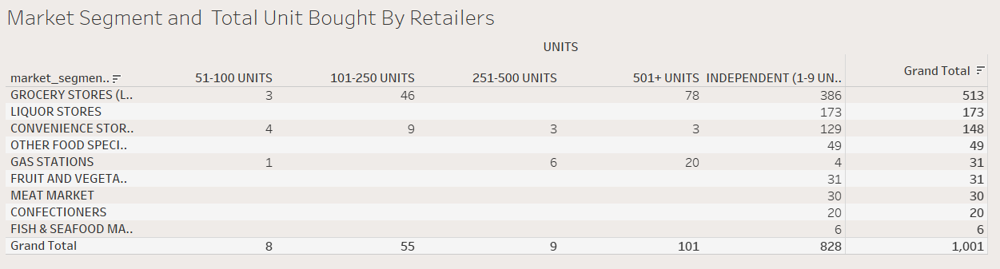 Market Segment and  Total Unit Bought By Retailers
UNITS
market_segmen.. 51-100 UNITS 101-250 UNITS 251-500 UNITS 501+ UNITS INDEPENDENT (1-9 UN.. Grand Total
GROCERY STORES (L.. 3 46 78 386 513
LIQUOR STORES 173 173
CONVENIENCE STOR.. 4 9 3 3 129 148
OTHER FOOD SPECI.. 49 49
GAS STATIONS 1 6 20 4 31
FRUIT AND VEGETA.. 31 31
MEAT MARKET 30 30
CONFECTIONERS 20 20
FISH & SEAFOOD MA.. 6 6
Grand Total 8 55 9 101 828 1,001